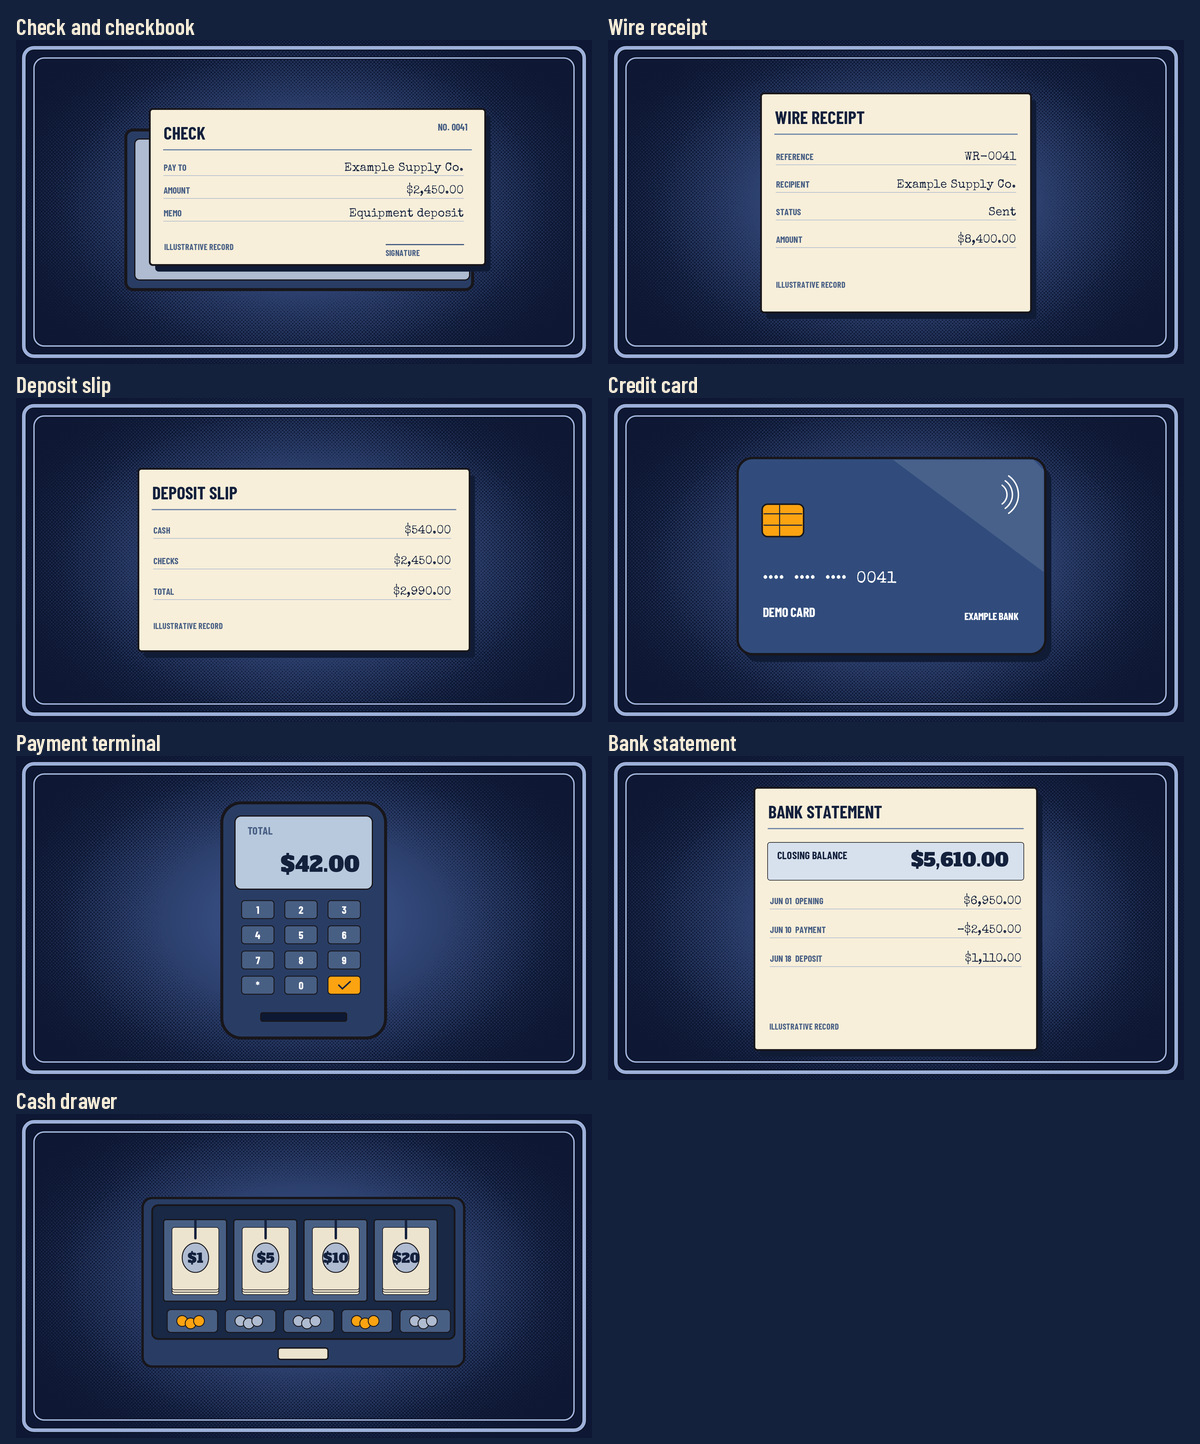 Check and checkbook
CHECK
NO. 0041
PAY TO Example Supply Co.
AMOUNT $2,450.00
MEMO Equipment deposit
ILLUSTRATIVE RECORD
SIGNATURE
Wire receipt
WIRE RECEIPT
REFERENCE WR-0041
RECIPIENT Example Supply Co.
STATUS Sent
AMOUNT $8,400.00
ILLUSTRATIVE RECORD
Deposit slip
DEPOSIT SLIP
CASH $540.00
CHECKS $2,450.00
TOTAL $2,990.00
ILLUSTRATIVE RECORD
Credit card
•••• •••• •••• 0041
DEMO CARD
EXAMPLE BANK
Payment terminal
TOTAL
$42.00
1 2 3
4 5 6
7 8 9
* 0
Bank statement
BANK STATEMENT
CLOSING BALANCE $5,610.00
JUN 01 OPENING $6,950.00
JUN 10 PAYMENT -$2,450.00
JUN 18 DEPOSIT $1,110.00
ILLUSTRATIVE RECORD
Cash drawer
$1 $5 $10 $20